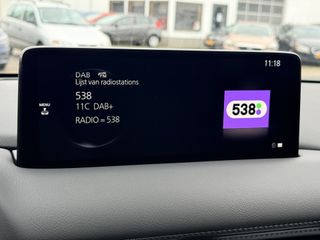 11:18
DAB
Lijst van radiostations
538
11C DAB+
RADIO = 538
538
MENU